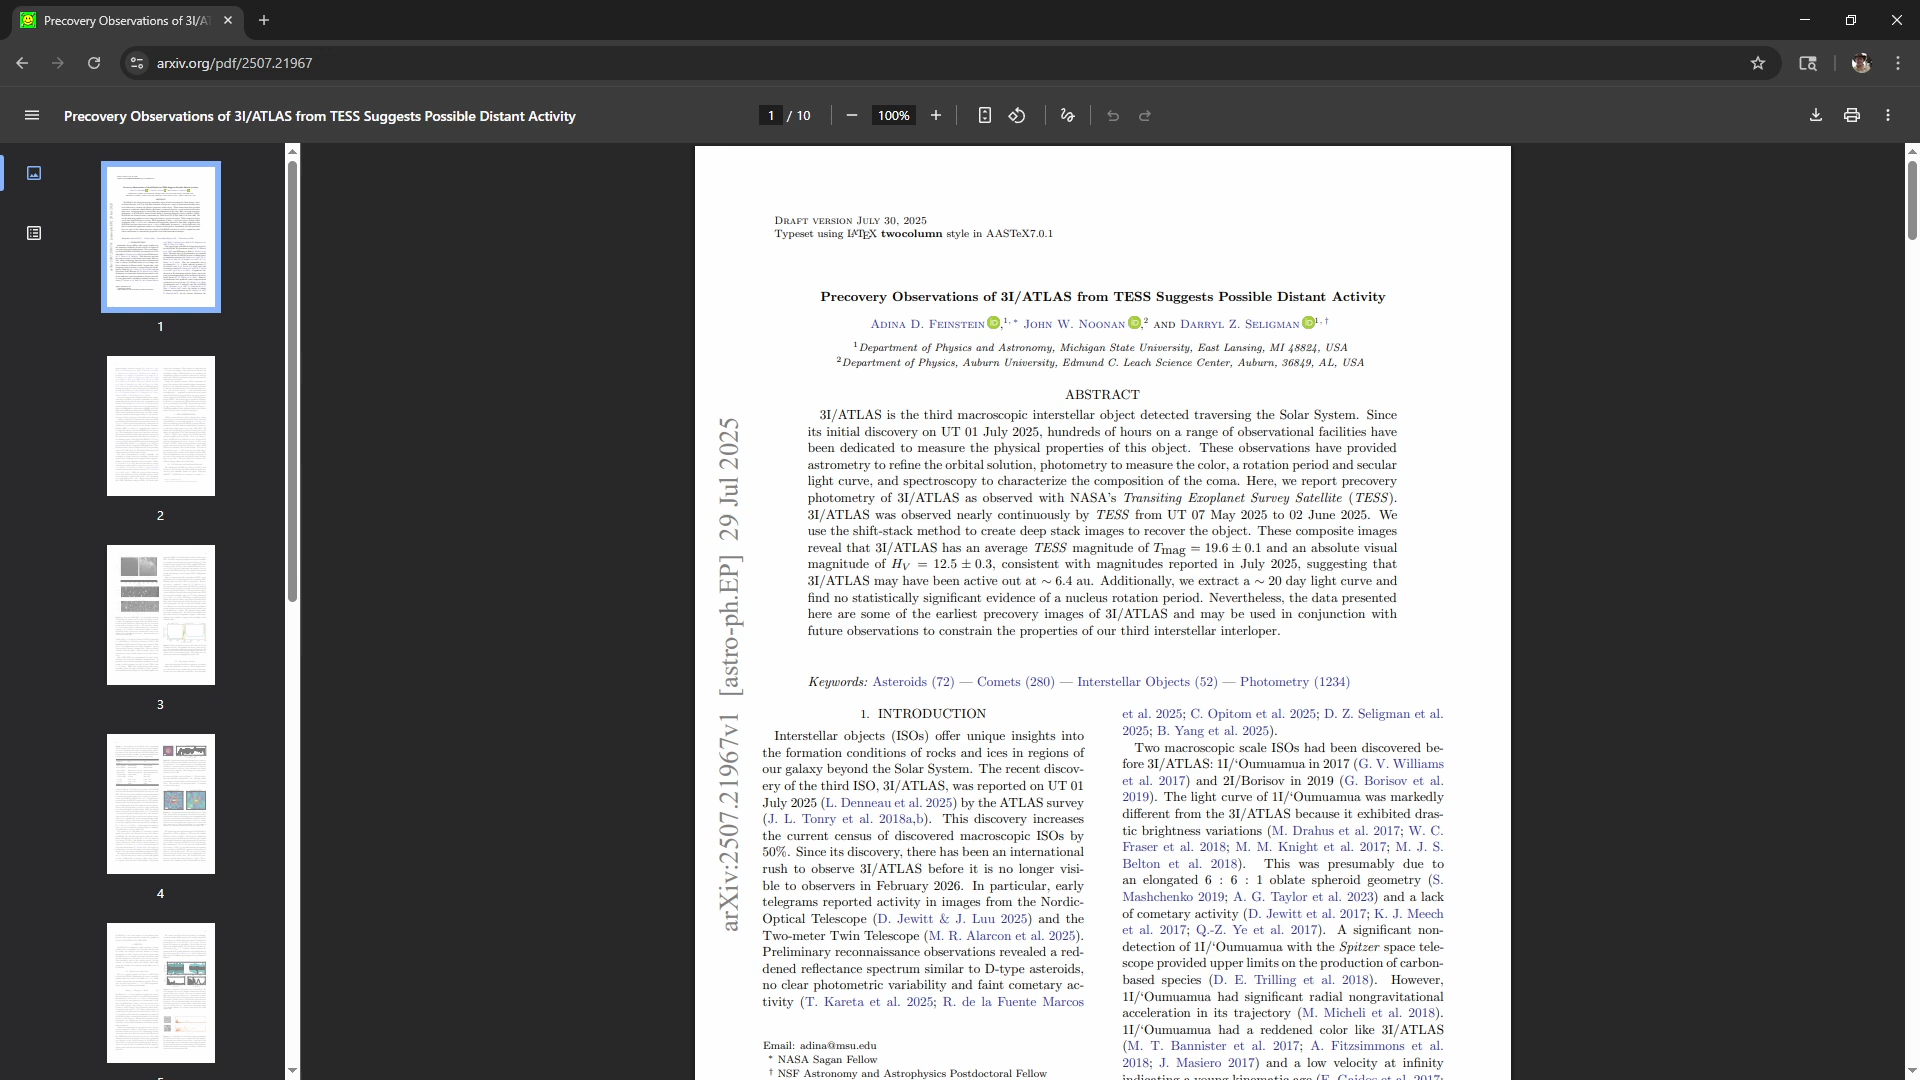 Precovery Observations of 3I/AT
arxiv.org/pdf/2507.21967
Precovery Observations of 3I/ATLAS from TESS Suggests Possible Distant Activity
1 / 10
100%
1
2
3
4
DRAFT VERSION JULY 30, 2025
Typeset using LATEX twocolumn style in AASTeX7.0.1
Precovery Observations of 3I/ATLAS from TESS Suggests Possible Distant Activity
ADINA D. FEINSTEIN iD,1, * JOHN W. NOONAN iD,2 AND DARRYL Z. SELIGMAN iD1, †
1Department of Physics and Astronomy, Michigan State University, East Lansing, MI 48824, USA
2Department of Physics, Auburn University, Edmund C. Leach Science Center, Auburn, 36849, AL, USA
ABSTRACT
3I/ATLAS is the third macroscopic interstellar object detected traversing the Solar System. Since
its initial discovery on UT 01 July 2025, hundreds of hours on a range of observational facilities have
been dedicated to measure the physical properties of this object. These observations have provided
astrometry to refine the orbital solution, photometry to measure the color, a rotation period and secular
light curve, and spectroscopy to characterize the composition of the coma. Here, we report precovery
photometry of 3I/ATLAS as observed with NASA's Transiting Exoplanet Survey Satellite (TESS).
3I/ATLAS was observed nearly continuously by TESS from UT 07 May 2025 to 02 June 2025. We
use the shift-stack method to create deep stack images to recover the object. These composite images
reveal that 3I/ATLAS has an average TESS magnitude of Tmag = 19.6 ± 0.1 and an absolute visual
magnitude of HV = 12.5 ± 0.3, consistent with magnitudes reported in July 2025, suggesting that
3I/ATLAS may have been active out at ∼ 6.4 au. Additionally, we extract a ∼ 20 day light curve and
find no statistically significant evidence of a nucleus rotation period. Nevertheless, the data presented
here are some of the earliest precovery images of 3I/ATLAS and may be used in conjunction with
future observations to constrain the properties of our third interstellar interloper.
Keywords: Asteroids (72) — Comets (280) — Interstellar Objects (52) — Photometry (1234)
arXiv:2507.21967v1 [astro-ph.EP] 29 Jul 2025
1. INTRODUCTION
Interstellar objects (ISOs) offer unique insights into
the formation conditions of rocks and ices in regions of
our galaxy beyond the Solar System. The recent discov-
ery of the third ISO, 3I/ATLAS, was reported on UT 01
July 2025 (L. Denneau et al. 2025) by the ATLAS survey
(J. L. Tonry et al. 2018a,b). This discovery increases
the current census of discovered macroscopic ISOs by
50%. Since its discovery, there has been an international
rush to observe 3I/ATLAS before it is no longer visi-
ble to observers in February 2026. In particular, early
telegrams reported activity in images from the Nordic-
Optical Telescope (D. Jewitt & J. Luu 2025) and the
Two-meter Twin Telescope (M. R. Alarcon et al. 2025).
Preliminary reconnaissance observations revealed a red-
dened reflectance spectrum similar to D-type asteroids,
no clear photometric variability and faint cometary ac-
tivity (T. Kareta et al. 2025; R. de la Fuente Marcos
Email: adina@msu.edu
* NASA Sagan Fellow
† NSF Astronomy and Astrophysics Postdoctoral Fellow
et al. 2025; C. Opitom et al. 2025; D. Z. Seligman et al.
2025; B. Yang et al. 2025).
Two macroscopic scale ISOs had been discovered be-
fore 3I/ATLAS: 1I/‘Oumuamua in 2017 (G. V. Williams
et al. 2017) and 2I/Borisov in 2019 (G. Borisov et al.
2019). The light curve of 1I/‘Oumuamua was markedly
different from the 3I/ATLAS because it exhibited dras-
tic brightness variations (M. Drahus et al. 2017; W. C.
Fraser et al. 2018; M. M. Knight et al. 2017; M. J. S.
Belton et al. 2018). This was presumably due to
an elongated 6 : 6 : 1 oblate spheroid geometry (S.
Mashchenko 2019; A. G. Taylor et al. 2023) and a lack
of cometary activity (D. Jewitt et al. 2017; K. J. Meech
et al. 2017; Q.-Z. Ye et al. 2017). A significant non-
detection of 1I/‘Oumuamua with the Spitzer space tele-
scope provided upper limits on the production of carbon-
based species (D. E. Trilling et al. 2018). However,
1I/‘Oumuamua had significant radial nongravitational
acceleration in its trajectory (M. Micheli et al. 2018).
1I/‘Oumuamua had a reddened color like 3I/ATLAS
(M. T. Bannister et al. 2017; A. Fitzsimmons et al.
2018; J. Masiero 2017) and a low velocity at infinity
indicating a young kinematic age (E. Gaidos et al. 2017;